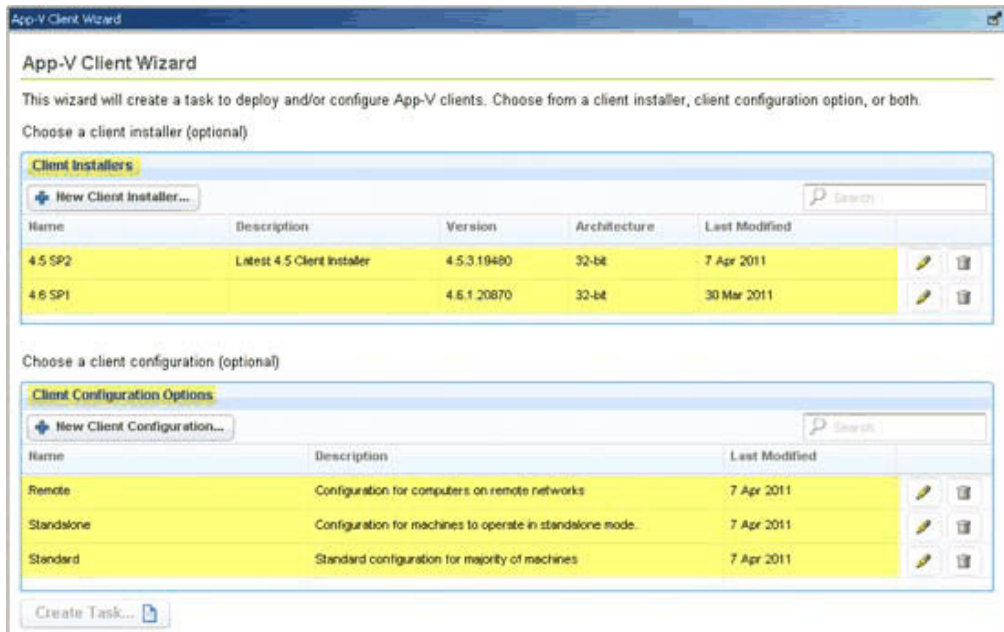 App-V Client Wizard
App-V Client Wizard
This wizard will create a task to deploy and/or configure App-V clients. Choose from a client installer, client configuration option, or both.
Choose a client installer (optional)
Client Installers
New Client Installer...
Search
Name Description Version Architecture Last Modified
4.5 SP2 Latest 4.5 Client Installer 4.5.3.19480 32-bit 7 Apr 2011
4.6 SP1 4.6.1.20870 32-bit 30 Mar 2011
Choose a client configuration (optional)
Client Configuration Options
New Client Configuration...
Search
Name Description Last Modified
Remote Configuration for computers on remote networks 7 Apr 2011
Standalone Configuration for machines to operate in standalone mode. 7 Apr 2011
Standard Standard configuration for majority of machines 7 Apr 2011
Create Task...